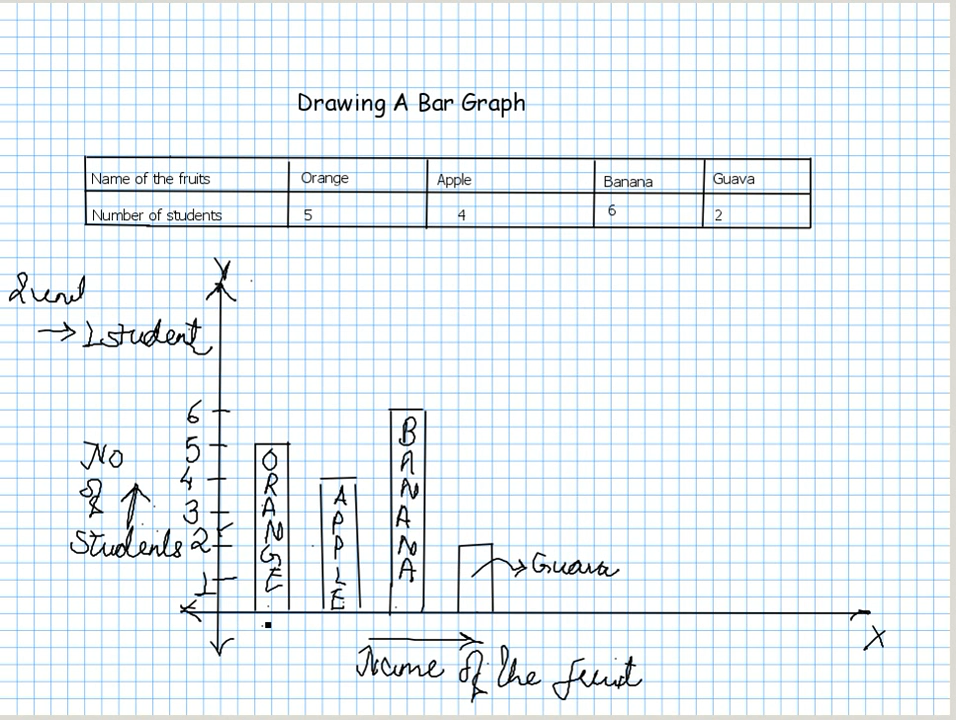 Drawing A Bar Graph
Name of the fruits Orange Apple Banana Guava
Number of students 5 4 6 2
Y
→ 1 student
6
5
4
3
2
1
No
of
Students
ORANGE
APPLE
BANANA
Guava
X
Name of the fruit